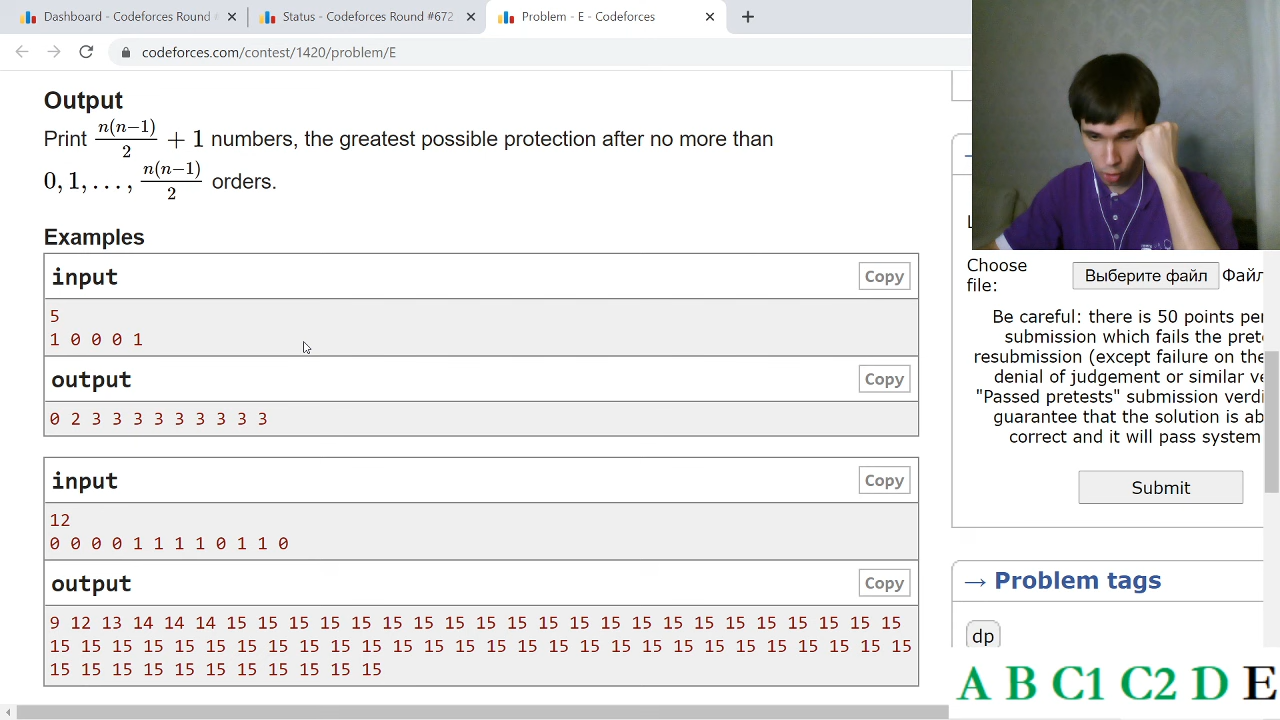 Dashboard - Codeforces Round #
Status - Codeforces Round #672
Problem - E - Codeforces
codeforces.com/contest/1420/problem/E
Output
Print n(n−1)/2 + 1 numbers, the greatest possible protection after no more than
0, 1, …, n(n−1)/2 orders.
Examples
input
Copy
5
1 0 0 0 1
output
Copy
0 2 3 3 3 3 3 3 3 3 3
input
Copy
12
0 0 0 0 1 1 1 1 0 1 1 0
output
Copy
9 12 13 14 14 14 15 15 15 15 15 15 15 15 15 15 15 15 15 15 15 15 15 15 15 15 15 15
15 15 15 15 15 15 15 15 15 15 15 15 15 15 15 15 15 15 15 15 15 15 15 15 15 15 15 15
15 15 15 15 15 15 15 15 15 15 15
Choose
file:
Выберите файл
Файл
Be careful: there is 50 points per
submission which fails the pret
resubmission (except failure on the
denial of judgement or similar ve
"Passed pretests" submission verdi
guarantee that the solution is ab
correct and it will pass system
Submit
→ Problem tags
dp
A B C1 C2 D E